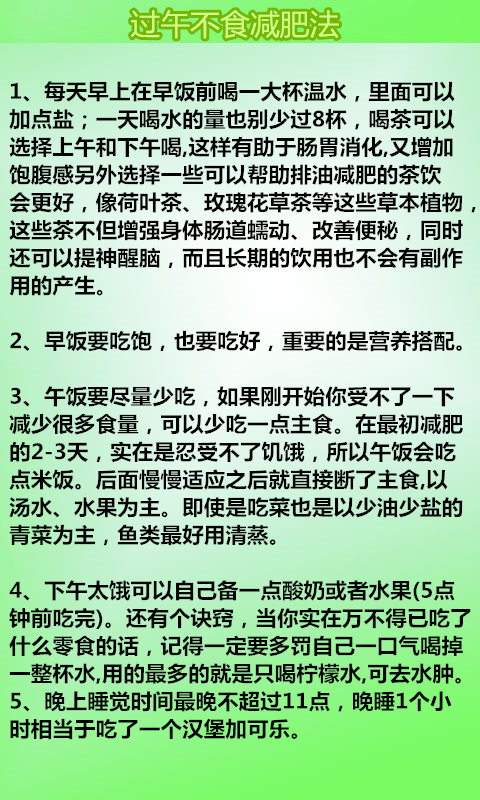 过午不食减肥法
1、每天早上在早饭前喝一大杯温水，里面可以
加点盐；一天喝水的量也别少过8杯，喝茶可以
选择上午和下午喝,这样有助于肠胃消化,又增加
饱腹感另外选择一些可以帮助排油减肥的茶饮
会更好，像荷叶茶、玫瑰花草茶等这些草本植物，
这些茶不但增强身体肠道蠕动、改善便秘，同时
还可以提神醒脑，而且长期的饮用也不会有副作
用的产生。
2、早饭要吃饱，也要吃好，重要的是营养搭配。
3、午饭要尽量少吃，如果刚开始你受不了一下
减少很多食量，可以少吃一点主食。在最初减肥
的2-3天，实在是忍受不了饥饿，所以午饭会吃
点米饭。后面慢慢适应之后就直接断了主食,以
汤水、水果为主。即使是吃菜也是以少油少盐的
青菜为主，鱼类最好用清蒸。
4、下午太饿可以自己备一点酸奶或者水果(5点
钟前吃完)。还有个诀窍，当你实在万不得已吃了
什么零食的话，记得一定要多罚自己一口气喝掉
一整杯水,用的最多的就是只喝柠檬水,可去水肿。
5、晚上睡觉时间最晚不超过11点，晚睡1个小
时相当于吃了一个汉堡加可乐。